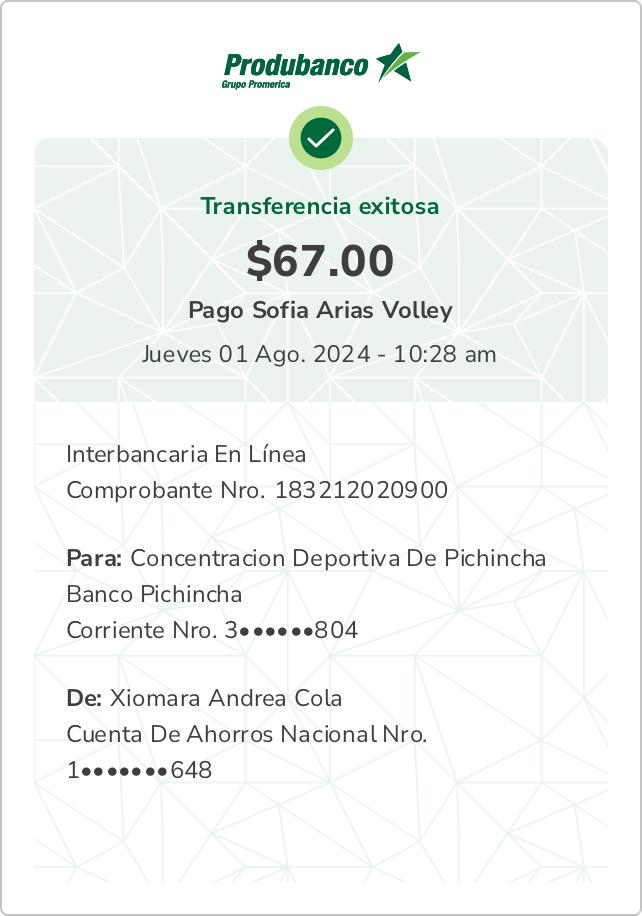 Produbanco
Grupo Promerica
Transferencia exitosa
$67.00
Pago Sofia Arias Volley
Jueves 01 Ago. 2024 - 10:28 am
Interbancaria En Línea
Comprobante Nro. 183212020900
Para: Concentracion Deportiva De Pichincha
Banco Pichincha
Corriente Nro. 3••••••804
De: Xiomara Andrea Cola
Cuenta De Ahorros Nacional Nro.
1•••••••648